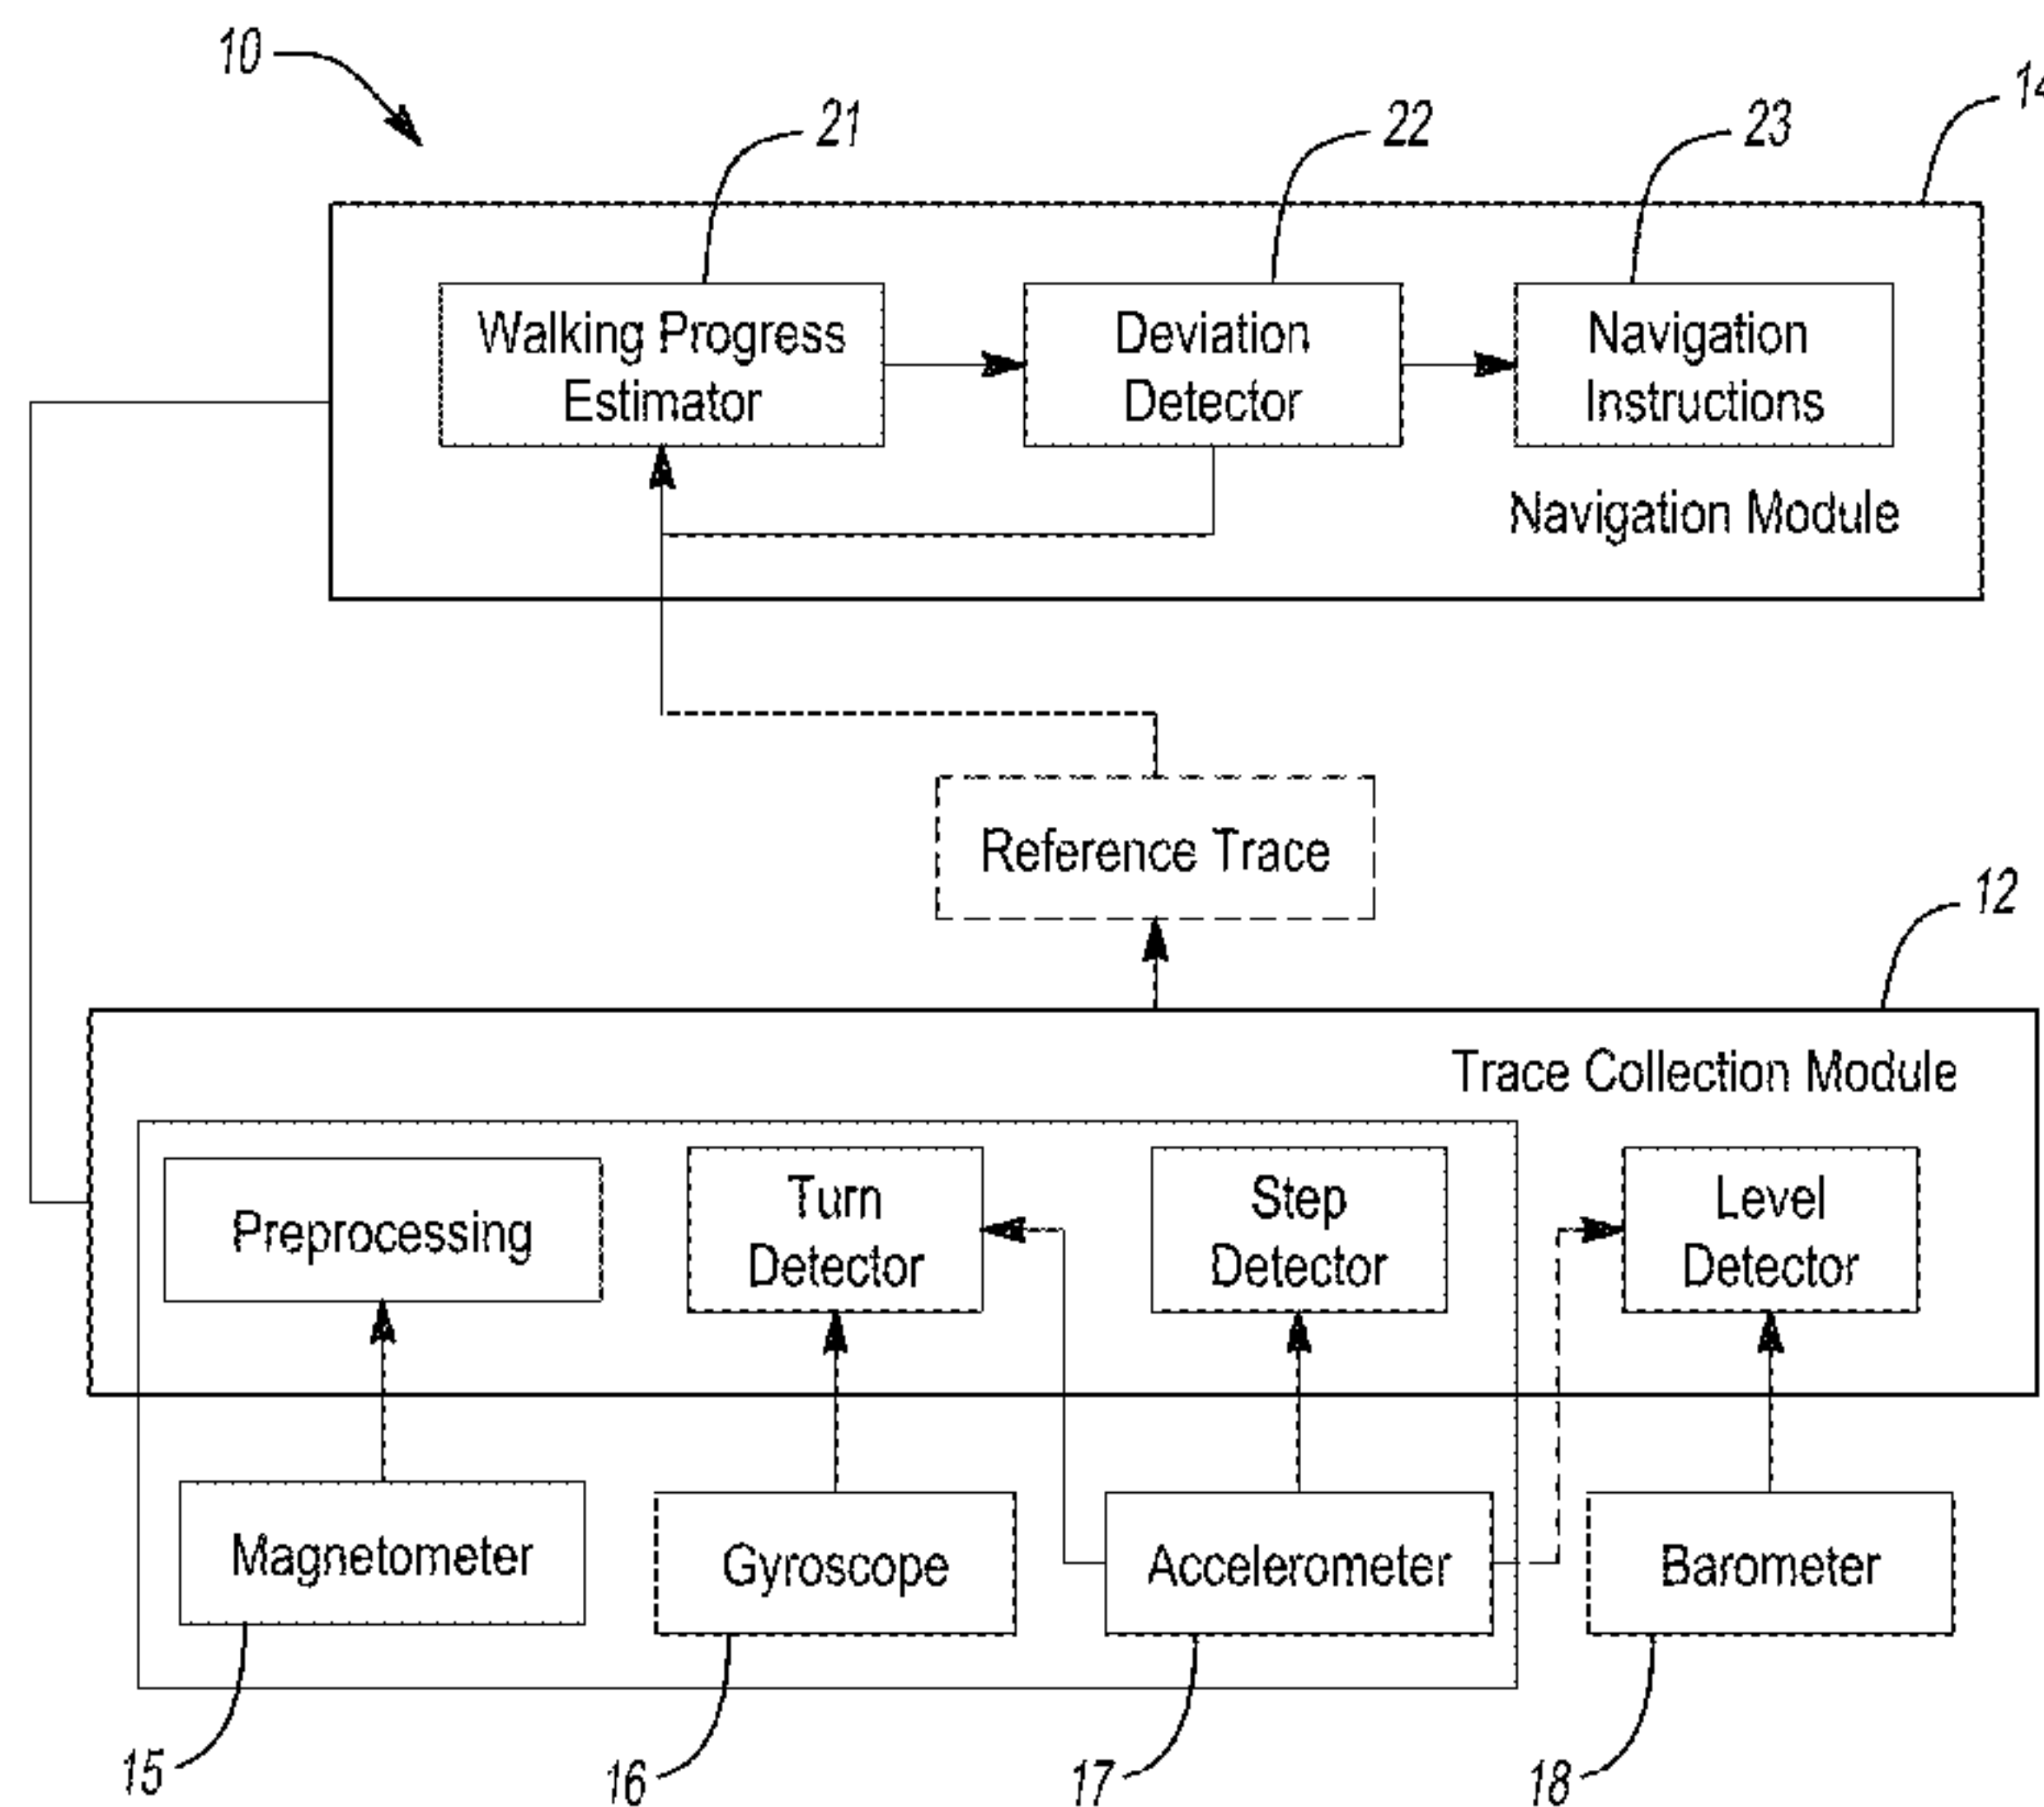 10
21
22
23
14
Walking Progress
Estimator
Deviation
Detector
Navigation
Instructions
Navigation Module
Reference Trace
12
Trace Collection Module
Preprocessing
Turn
Detector
Step
Detector
Level
Detector
Magnetometer
Gyroscope
Accelerometer
Barometer
15
16
17
18